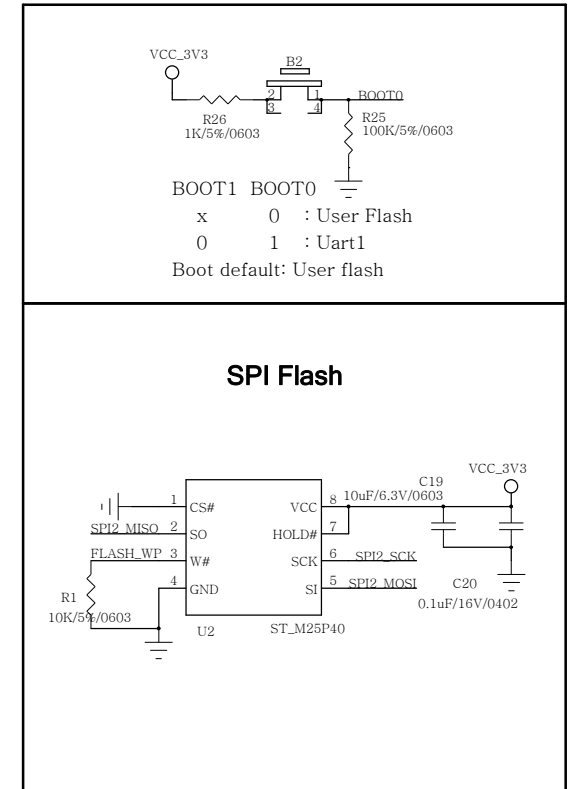 VCC_3V3
B2
2
1
BOOT0
3
4
R26
1K/5%/0603
R25
100K/5%/0603
BOOT1 BOOT0
x 0 : User Flash
0 1 : Uart1
Boot default: User flash
SPI Flash
VCC_3V3
C19
10uF/6.3V/0603
1 CS#
VCC 8
SPI2_MISO 2 SO
HOLD# 7
FLASH_WP 3 W#
SCK 6 SPI2_SCK
4 GND
SI 5 SPI2_MOSI
R1
10K/5%/0603
C20
0.1uF/16V/0402
U2
ST_M25P40